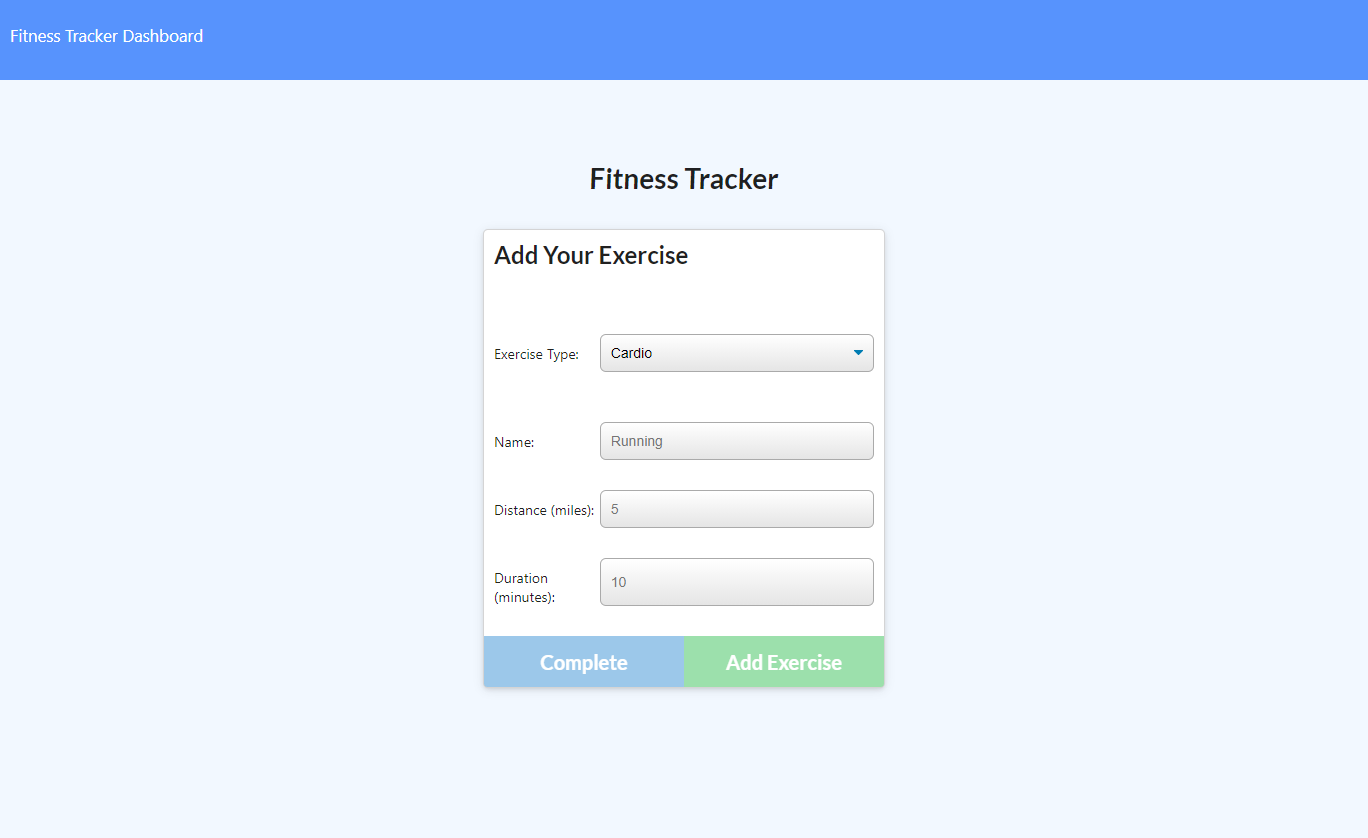 Fitness Tracker Dashboard
Fitness Tracker
Add Your Exercise
Exercise Type: Cardio
Name: Running
Distance (miles): 5
Duration
(minutes): 10
Complete Add Exercise